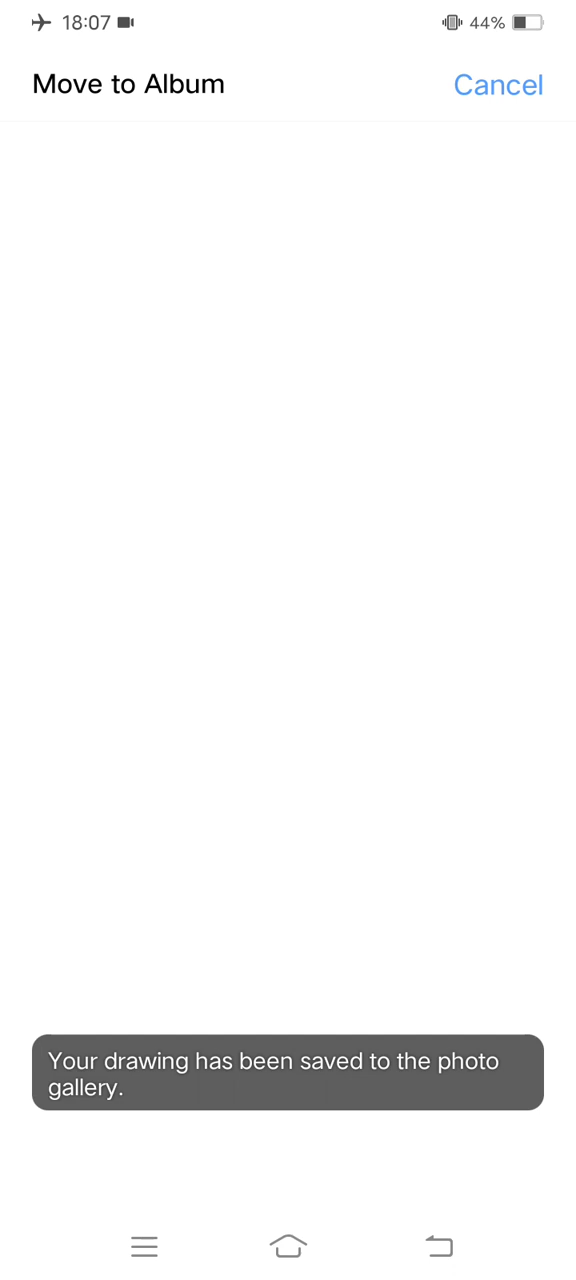 18:07
44%
Move to Album
Cancel
Your drawing has been saved to the photo
gallery.